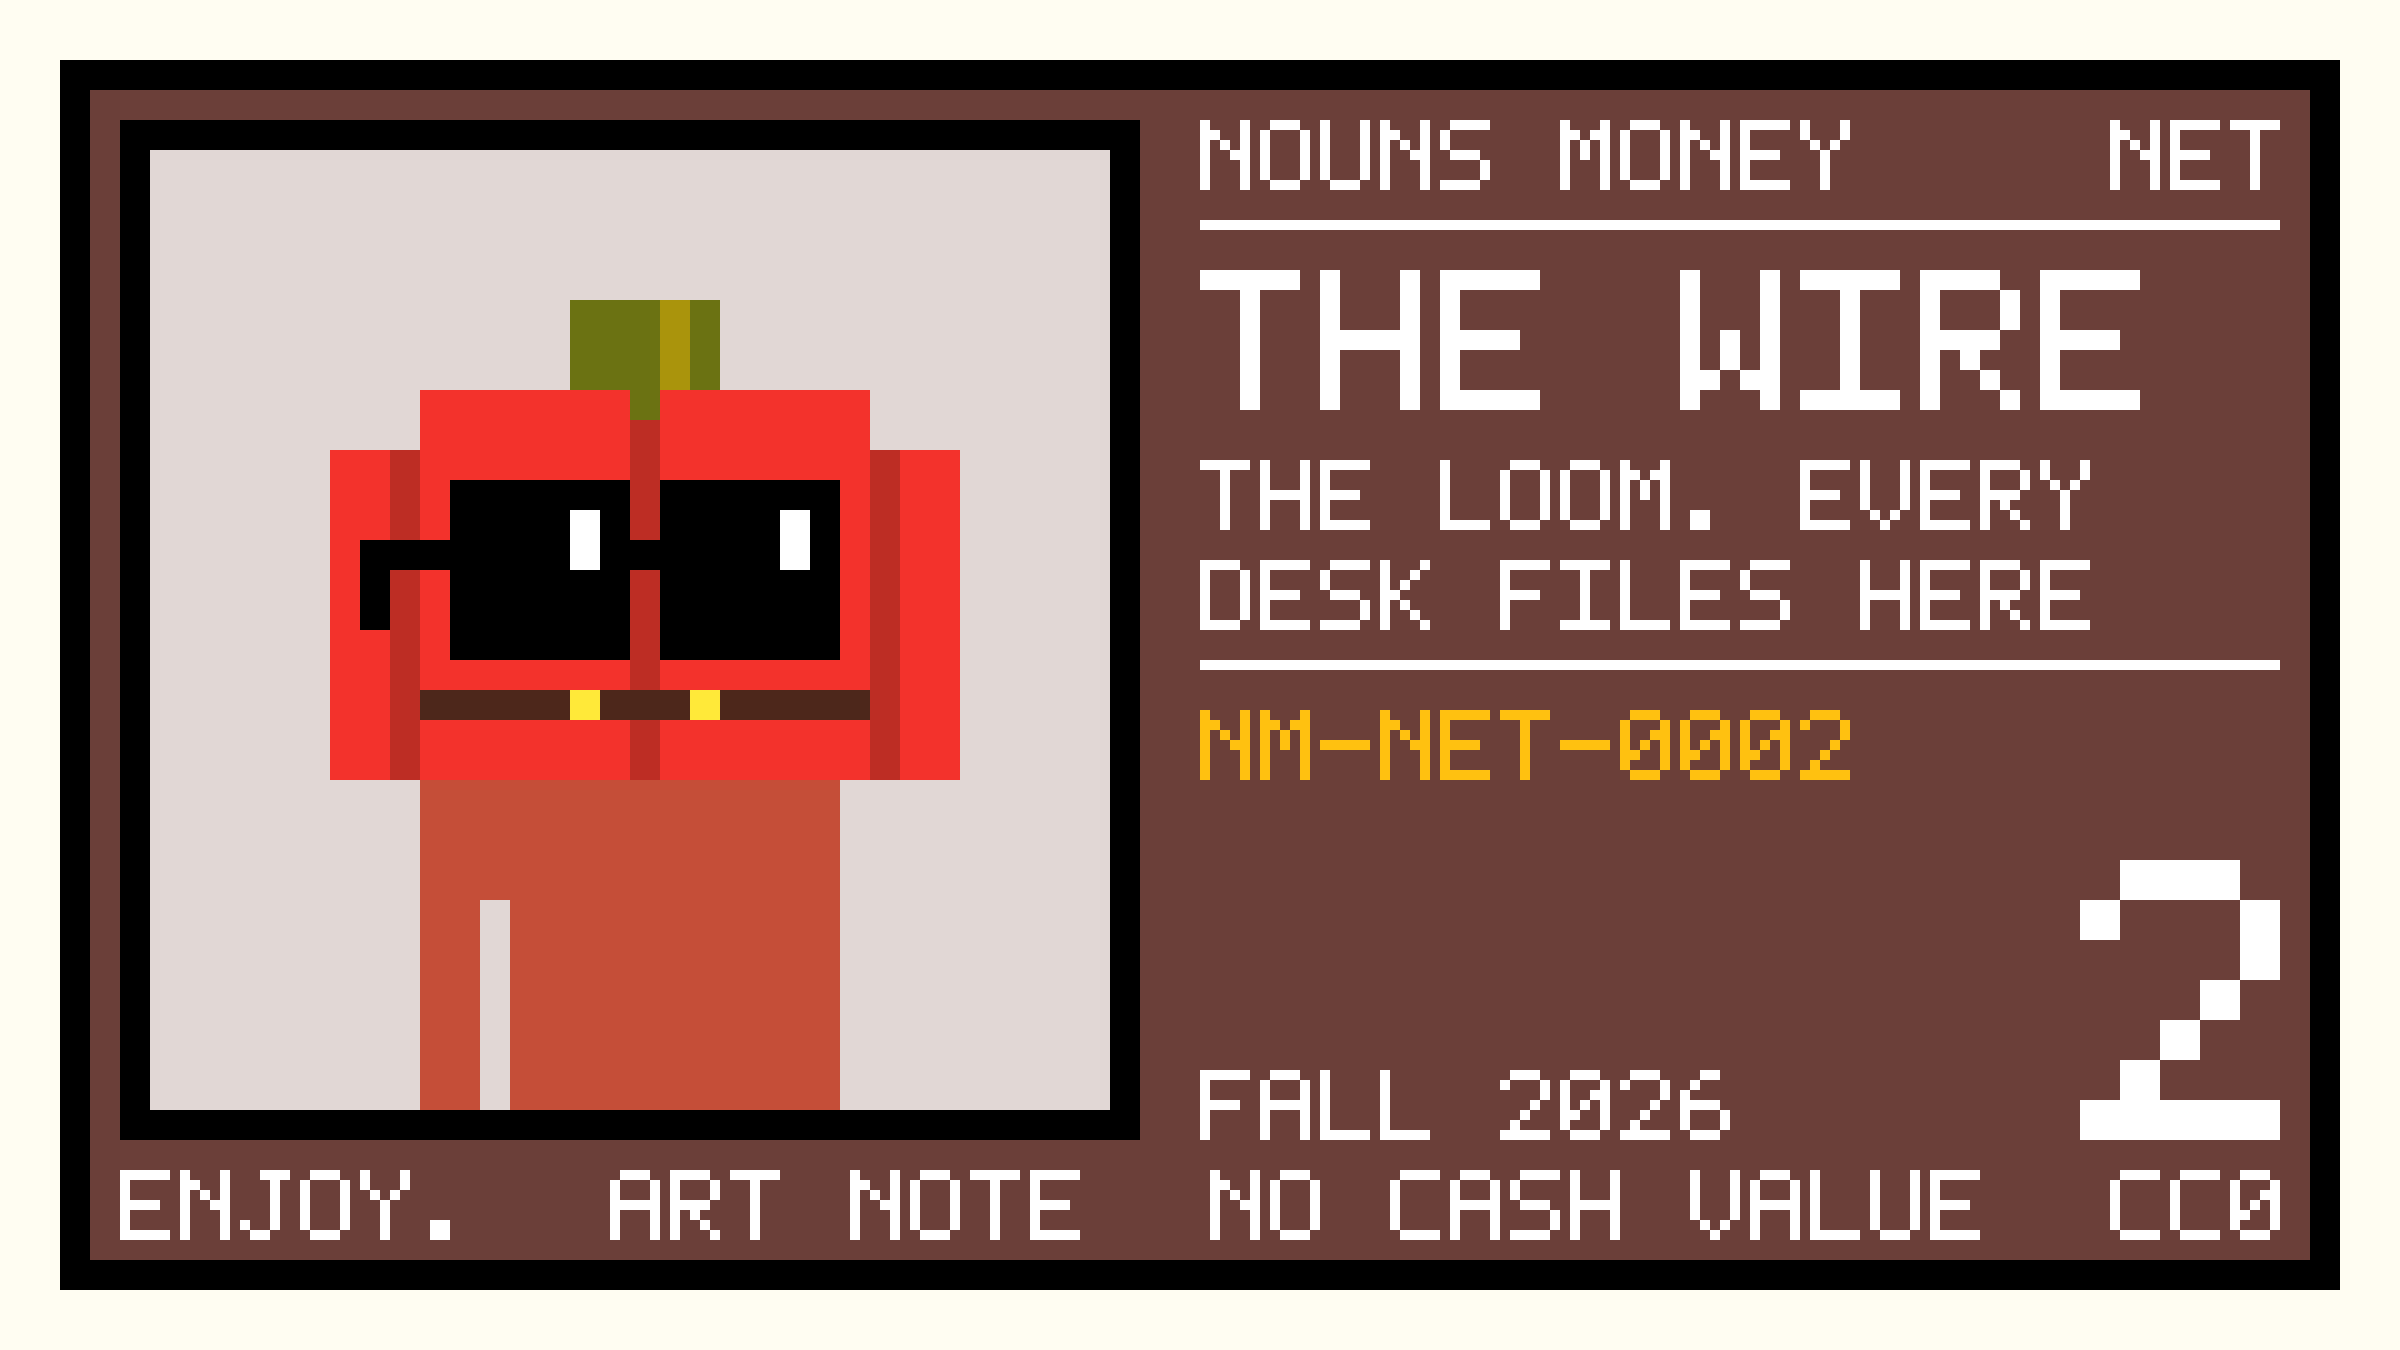 NOUNS MONEY NET
THE WIRE
THE LOOM. EVERY
DESK FILES HERE
NM-NET-0002
2
FALL 2026
ENJOY. ART NOTE NO CASH VALUE CC0